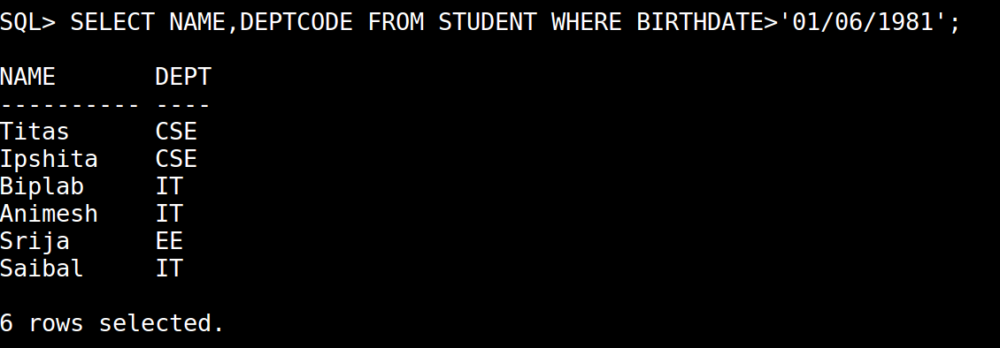 SQL> SELECT NAME,DEPTCODE FROM STUDENT WHERE BIRTHDATE>'01/06/1981';
NAME       DEPT
---------- ----
Titas      CSE
Ipshita    CSE
Biplab     IT
Animesh    IT
Srija      EE
Saibal     IT
6 rows selected.